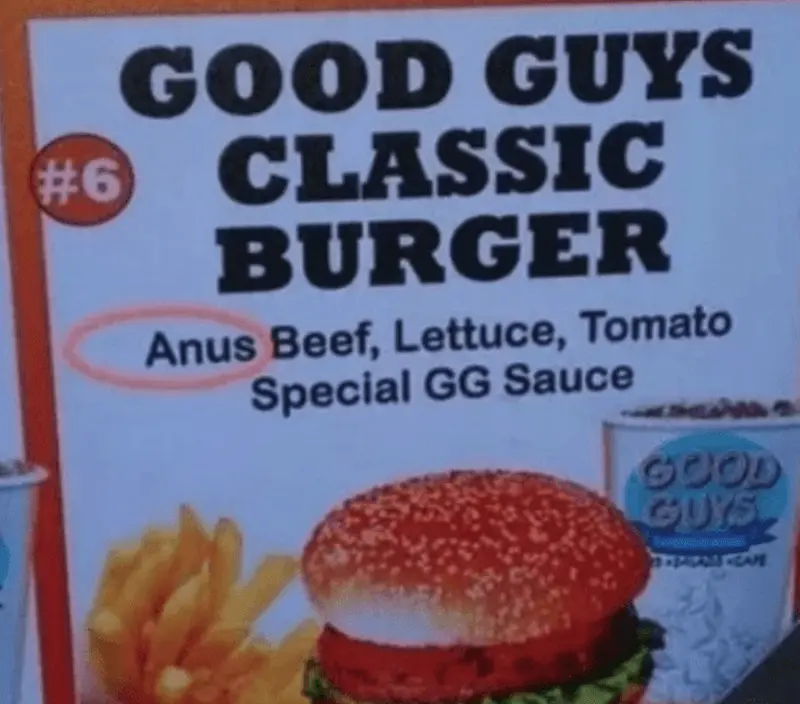 GOOD GUYS
CLASSIC
#6
BURGER
Anus Beef, Lettuce, Tomato
Special GG Sauce
GOOD
GUYS